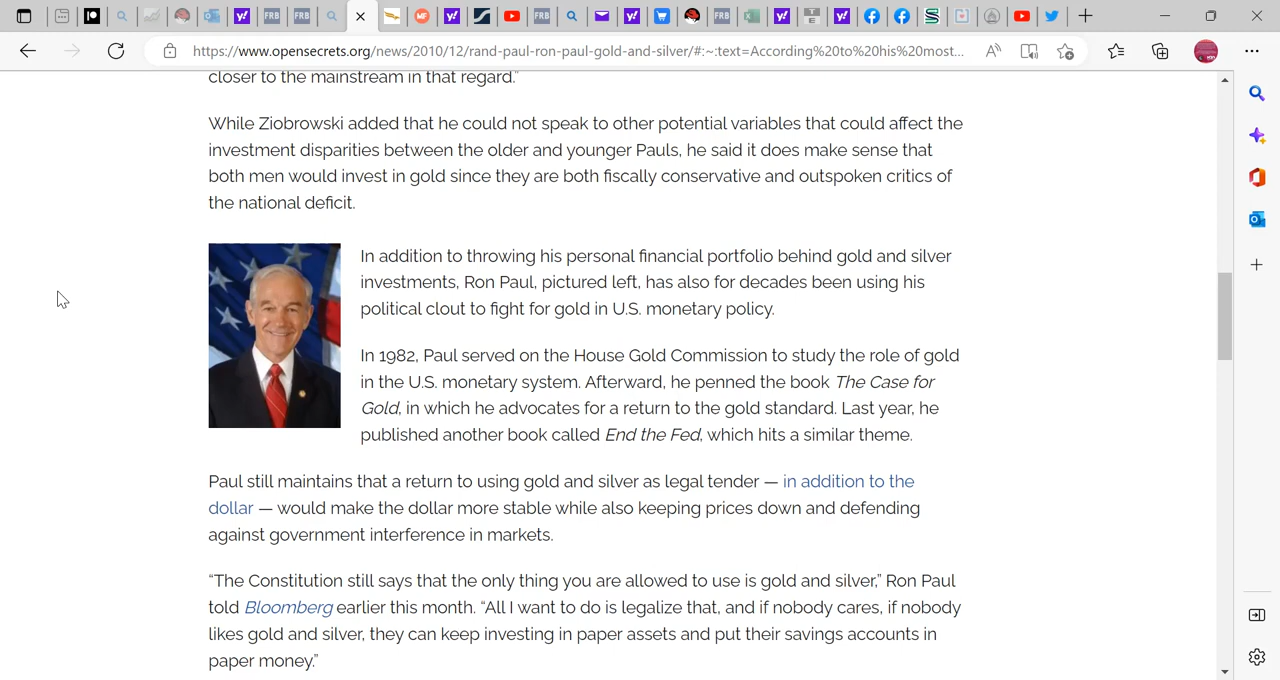 FRB
FRB
MF
FRB
FRB
T
E
https://www.opensecrets.org/news/2010/12/rand-paul-ron-paul-gold-and-silver/#:~:text=According%20to%20his%20most...
closer to the mainstream in that regard.”
While Ziobrowski added that he could not speak to other potential variables that could affect the
investment disparities between the older and younger Pauls, he said it does make sense that
both men would invest in gold since they are both fiscally conservative and outspoken critics of
the national deficit.
In addition to throwing his personal financial portfolio behind gold and silver
investments, Ron Paul, pictured left, has also for decades been using his
political clout to fight for gold in U.S. monetary policy.
In 1982, Paul served on the House Gold Commission to study the role of gold
in the U.S. monetary system. Afterward, he penned the book The Case for
Gold, in which he advocates for a return to the gold standard. Last year, he
published another book called End the Fed, which hits a similar theme.
Paul still maintains that a return to using gold and silver as legal tender — in addition to the
dollar — would make the dollar more stable while also keeping prices down and defending
against government interference in markets.
“The Constitution still says that the only thing you are allowed to use is gold and silver,” Ron Paul
told Bloomberg earlier this month. “All I want to do is legalize that, and if nobody cares, if nobody
likes gold and silver, they can keep investing in paper assets and put their savings accounts in
paper money.”